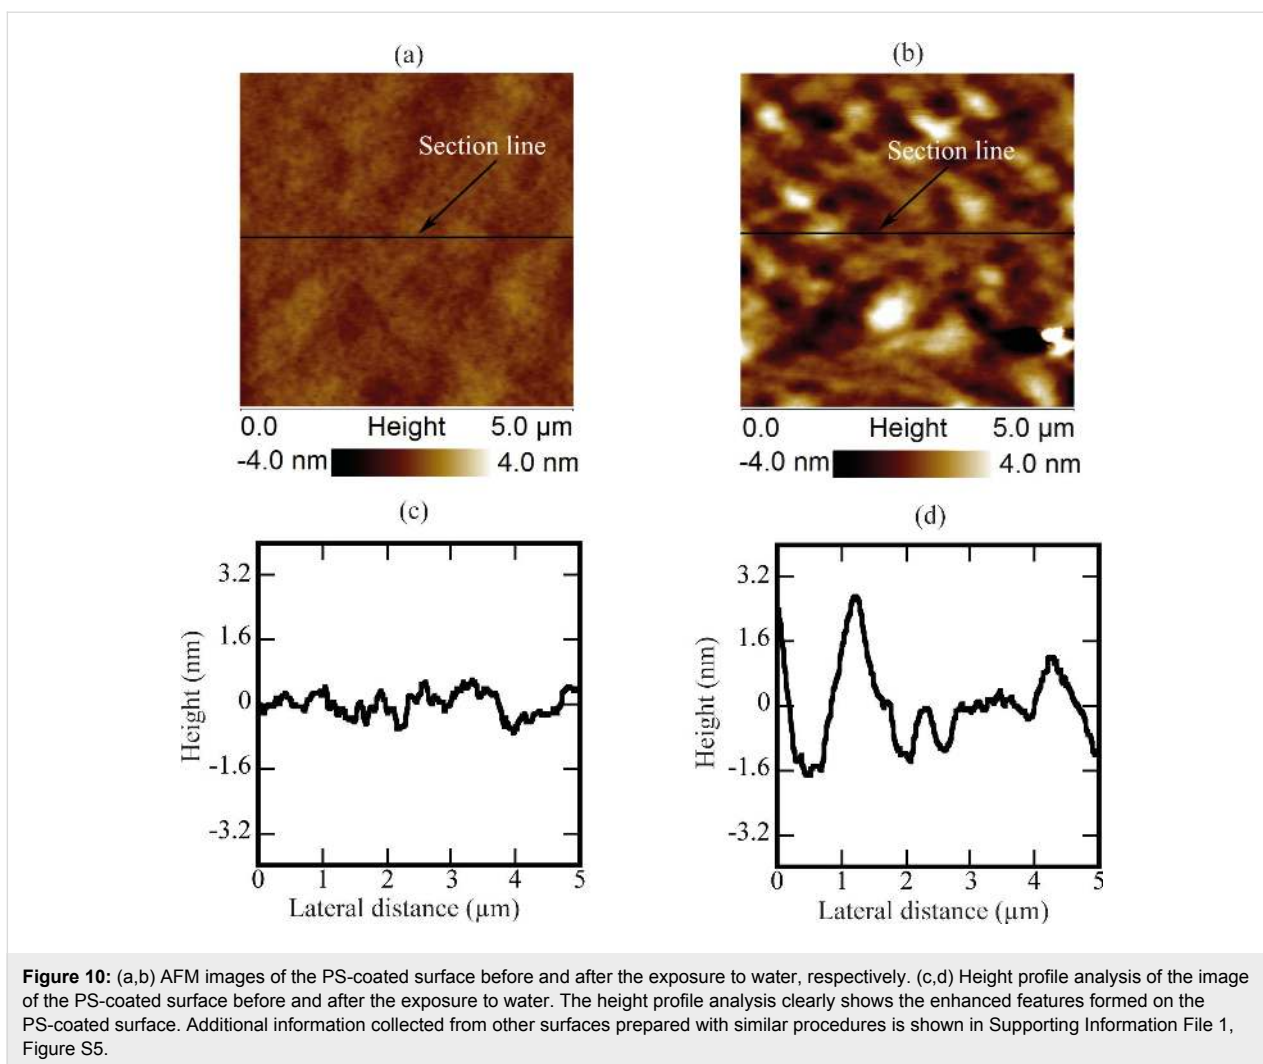 (a)
(b)
Section line
Section line
0.0 Height 5.0 µm
-4.0 nm 4.0 nm
0.0 Height 5.0 µm
-4.0 nm 4.0 nm
(c)
(d)
3.2
1.6
0
-1.6
-3.2
Height (nm)
0 1 2 3 4 5
Lateral distance (µm)
3.2
1.6
0
-1.6
-3.2
Height (nm)
0 1 2 3 4 5
Lateral distance (µm)
Figure 10: (a,b) AFM images of the PS-coated surface before and after the exposure to water, respectively. (c,d) Height profile analysis of the image
of the PS-coated surface before and after the exposure to water. The height profile analysis clearly shows the enhanced features formed on the
PS-coated surface. Additional information collected from other surfaces prepared with similar procedures is shown in Supporting Information File 1,
Figure S5.